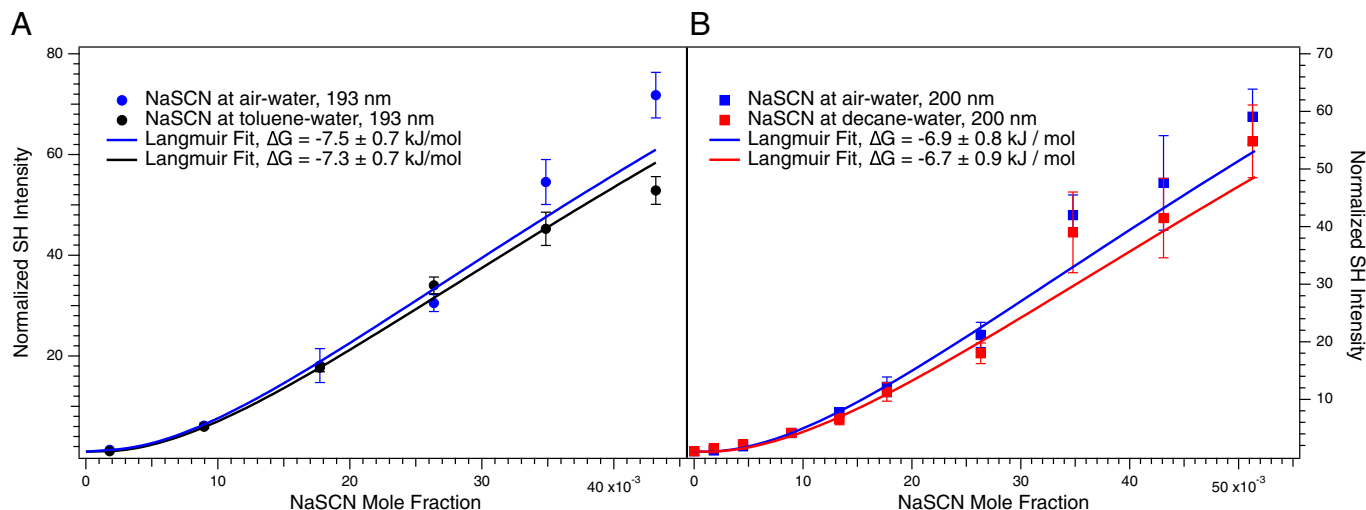 A
80
60
40
20
Normalized SH Intensity
NaSCN at air-water, 193 nm
NaSCN at toluene-water, 193 nm
Langmuir Fit, ΔG = -7.5 ± 0.7 kJ/mol
Langmuir Fit, ΔG = -7.3 ± 0.7 kJ/mol
0 10 20 30 40 x10⁻³
NaSCN Mole Fraction
B
NaSCN at air-water, 200 nm
NaSCN at decane-water, 200 nm
Langmuir Fit, ΔG = -6.9 ± 0.8 kJ / mol
Langmuir Fit, ΔG = -6.7 ± 0.9 kJ / mol
70
60
50
40
30
20
10
Normalized SH Intensity
0 10 20 30 40 50 x10⁻³
NaSCN Mole Fraction